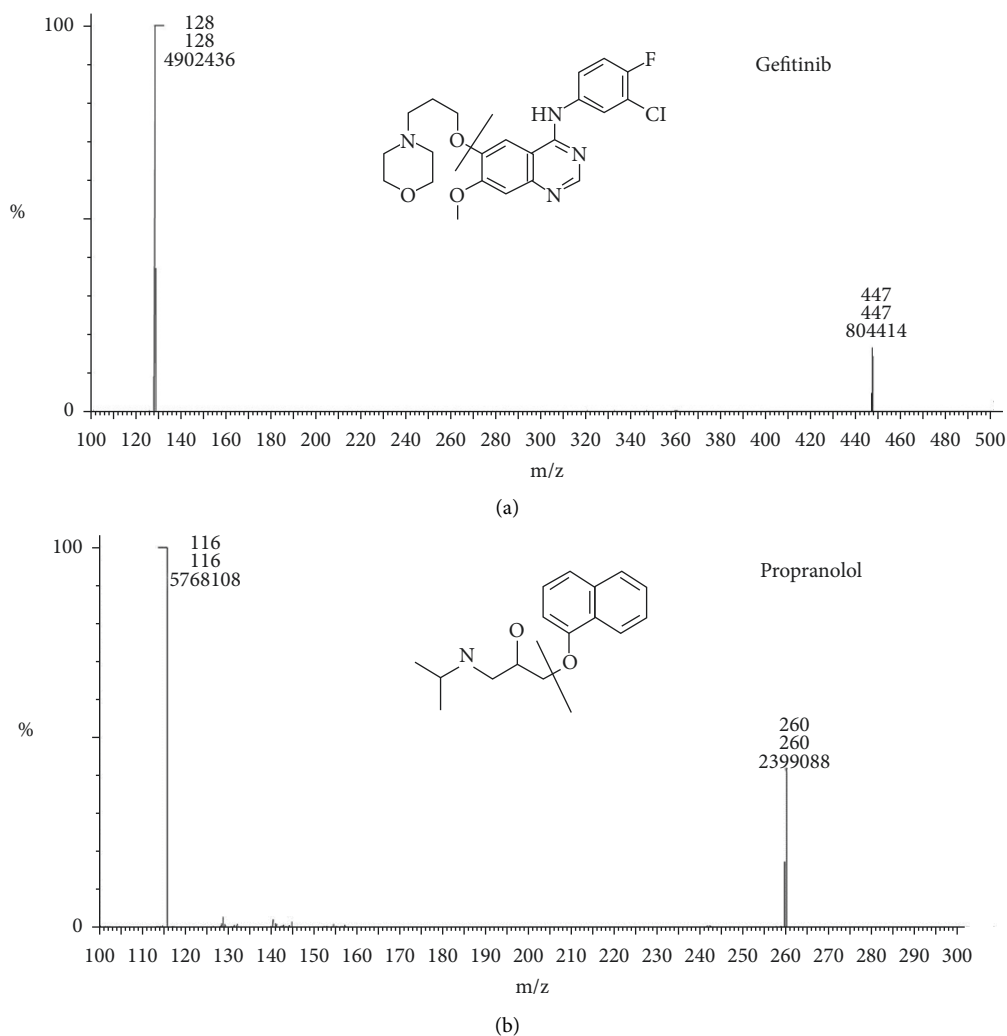 100
128
128
4902436
Gefitinib
F
HN
CI
N
O
N
O
O
N
%
447
447
804414
0
100 120 140 160 180 200 220 240 260 280 300 320 340 360 380 400 420 440 460 480 500
m/z
(a)
100
116
116
5768108
Propranolol
O
N
O
%
260
260
2399088
0
100 110 120 130 140 150 160 170 180 190 200 210 220 230 240 250 260 270 280 290 300
m/z
(b)